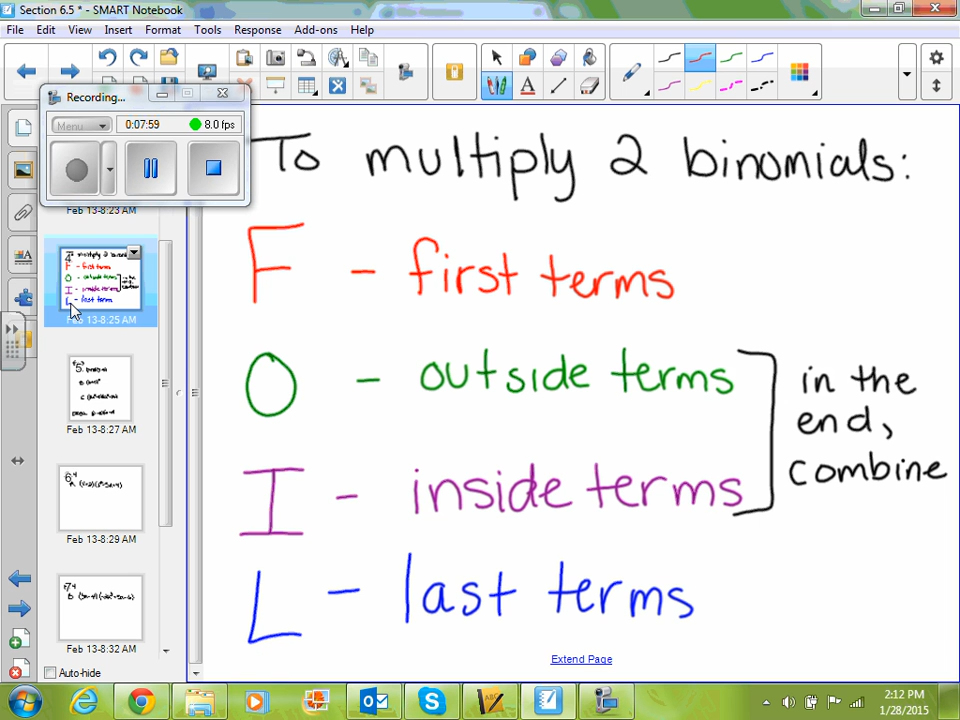 Section 6.5 * - SMART Notebook
File Edit View Insert Format Tools Response Add-ons Help
Recording...
Menu 0:07:59 8.0 fps
To multiply 2 binomials:
Feb 13-8:23 AM
F - first terms
Feb 13-8:25 AM
O - outside terms
in the
end,
combine
Feb 13-8:27 AM
I - inside terms
Feb 13-8:29 AM
L - last terms
Feb 13-8:32 AM
Extend Page
Auto-hide
2:12 PM
1/28/2015